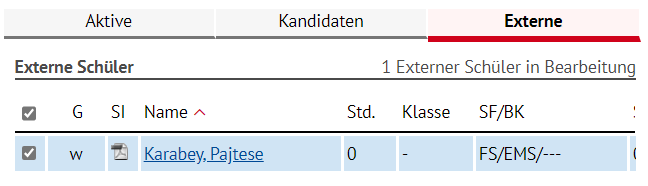 Aktive Kandidaten Externe
Externe Schüler 1 Externer Schüler in Bearbeitung
G SI Name Std. Klasse SF/BK
w Karabey, Pajtese 0 - FS/EMS/---